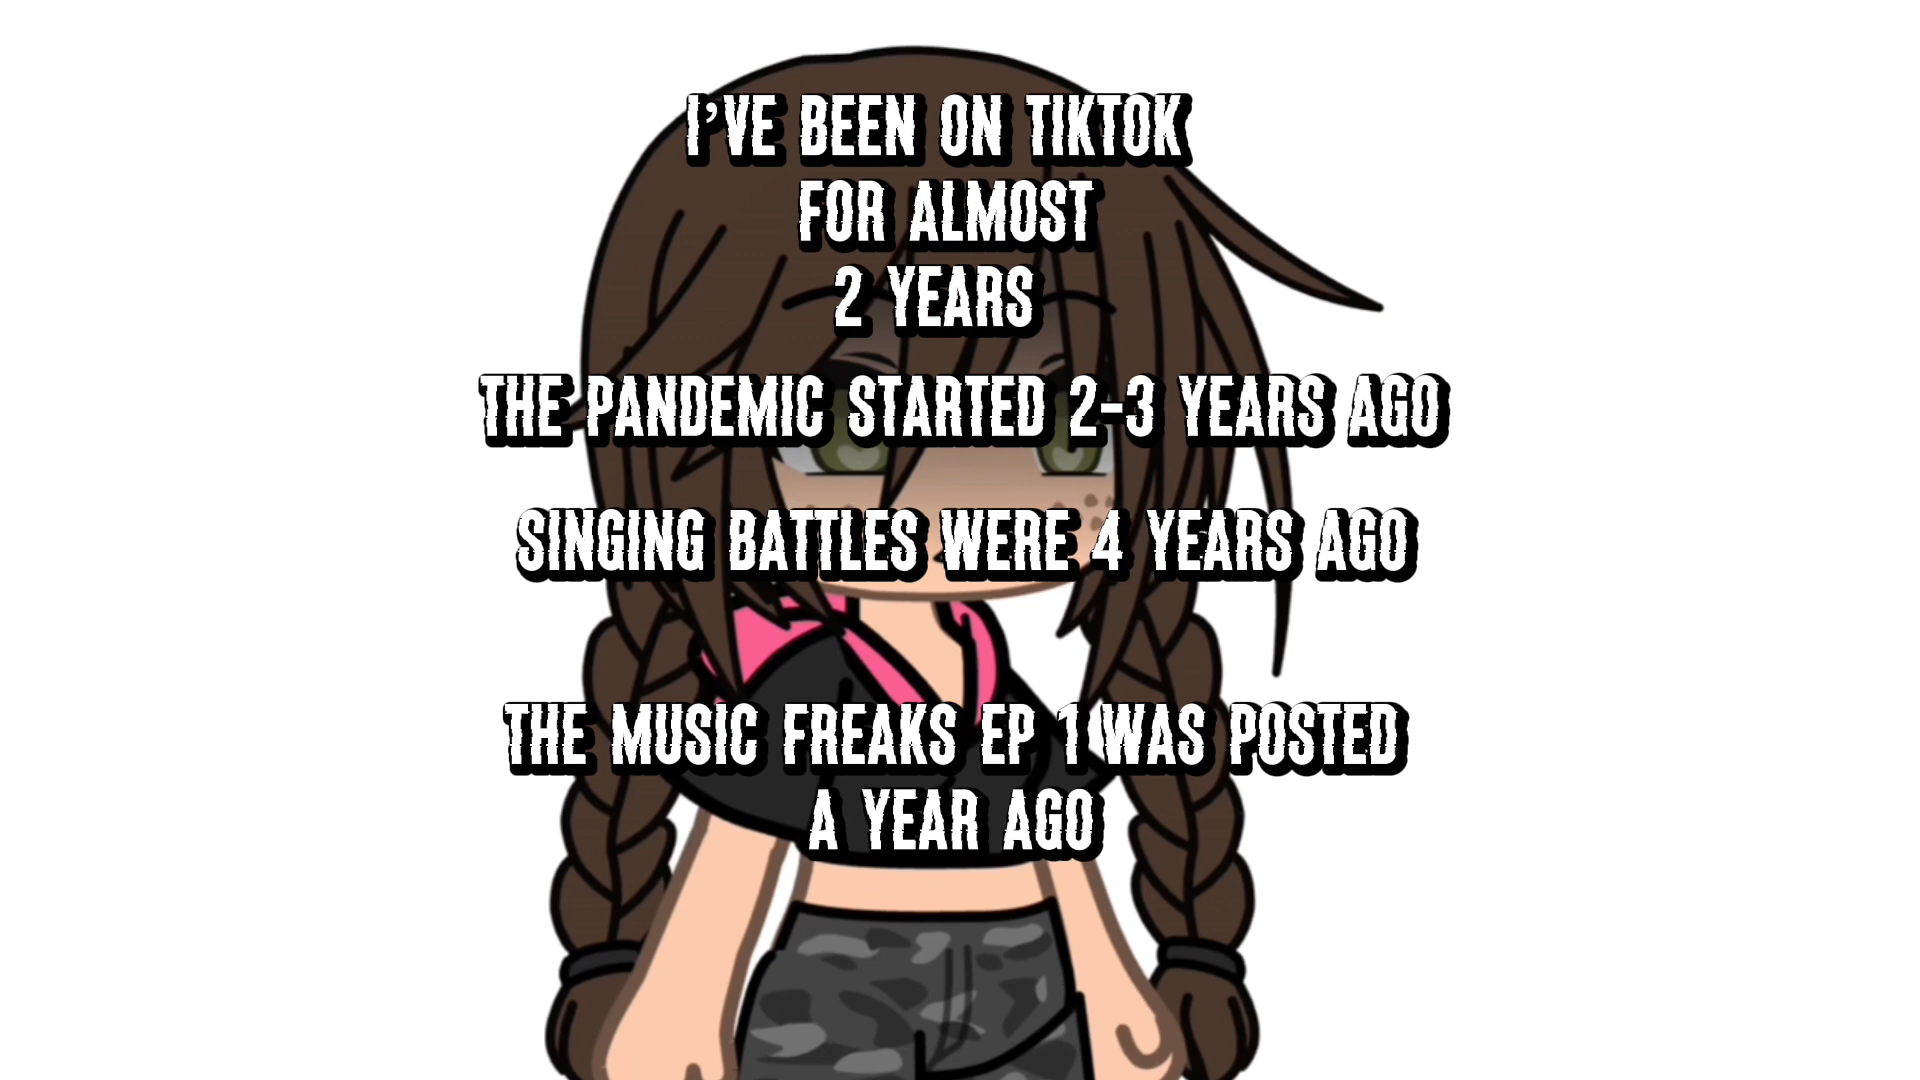 I'VE BEEN ON TIKTOK
FOR ALMOST
2 YEARS
THE PANDEMIC STARTED 2-3 YEARS AGO
SINGING BATTLES WERE 4 YEARS AGO
THE MUSIC FREAKS EP 1 WAS POSTED
A YEAR AGO